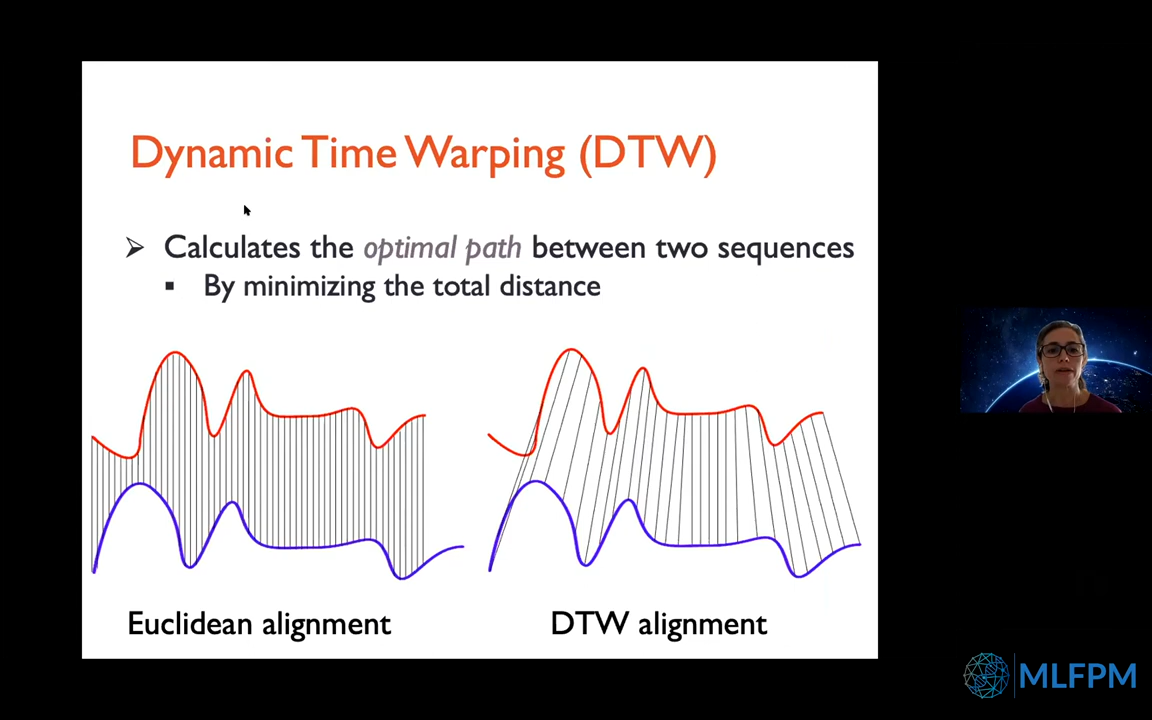 Dynamic Time Warping (DTW)
➢ Calculates the optimal path between two sequences
▪ By minimizing the total distance
Euclidean alignment
DTW alignment
MLFPM